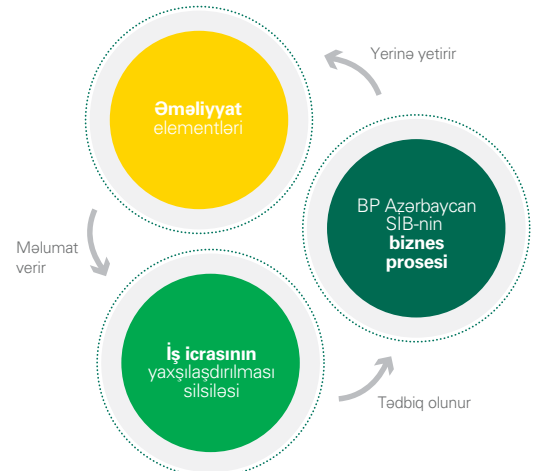 Yerinə yetirir
Əməliyyat
elementləri
BP Azərbaycan
SİB-nin
biznes
prosesi
Məlumat
verir
İş icrasının
yaxşılaşdırılması
silsiləsi
Tədbiq olunur